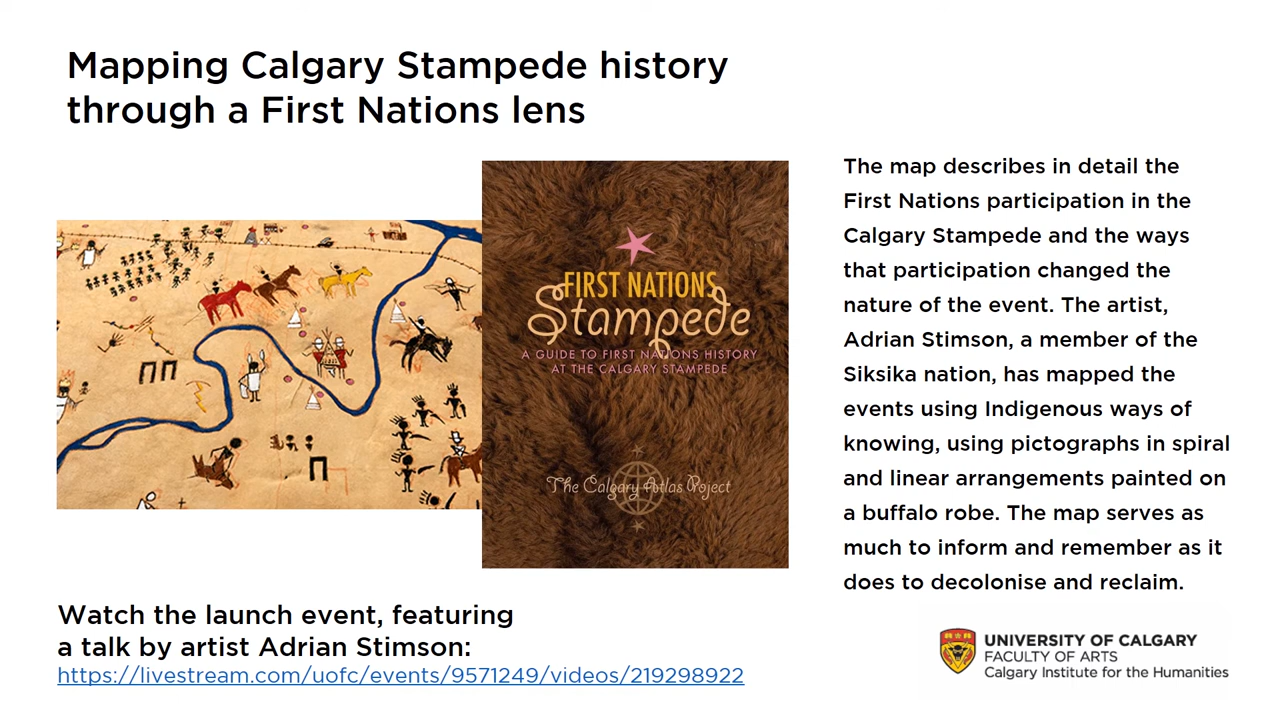 Mapping Calgary Stampede history
through a First Nations lens
FIRST NATIONS
Stampede
A GUIDE TO FIRST NATIONS HISTORY
AT THE CALGARY STAMPEDE
The Calgary Atlas Project
The map describes in detail the
First Nations participation in the
Calgary Stampede and the ways
that participation changed the
nature of the event. The artist,
Adrian Stimson, a member of the
Siksika nation, has mapped the
events using Indigenous ways of
knowing, using pictographs in spiral
and linear arrangements painted on
a buffalo robe. The map serves as
much to inform and remember as it
does to decolonise and reclaim.
Watch the launch event, featuring
a talk by artist Adrian Stimson:
https://livestream.com/uofc/events/9571249/videos/219298922
UNIVERSITY OF CALGARY
FACULTY OF ARTS
Calgary Institute for the Humanities